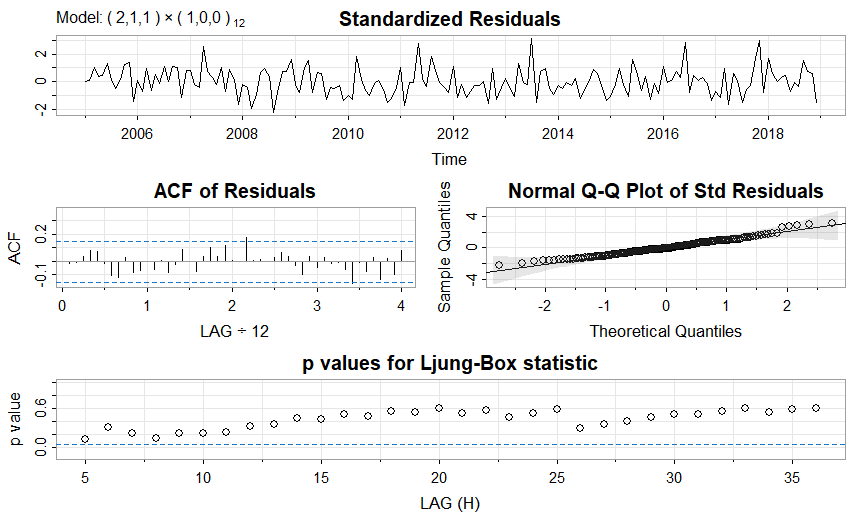 Model: ( 2,1,1 ) × ( 1,0,0 ) 12
Standardized Residuals
-2 0 2
2006 2008 2010 2012 2014 2016 2018
Time
ACF of Residuals
ACF
-0.1 0.2
0 1 2 3 4
LAG ÷ 12
Normal Q-Q Plot of Std Residuals
Sample Quantiles
-4 0 4
-2 -1 0 1 2
Theoretical Quantiles
p values for Ljung-Box statistic
p value
0.0 0.6
5 10 15 20 25 30 35
LAG (H)